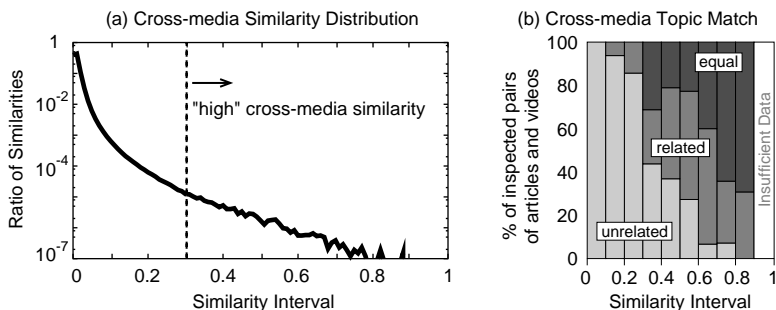 (a) Cross-media Similarity Distribution
Ratio of Similarities
1
10-2
10-4
10-7
"high" cross-media similarity
0 0.2 0.4 0.6 0.8 1
Similarity Interval
(b) Cross-media Topic Match
% of inspected pairs
of articles and videos
100
80
60
40
20
0
equal
related
unrelated
Insufficient Data
0 0.2 0.4 0.6 0.8 1
Similarity Interval